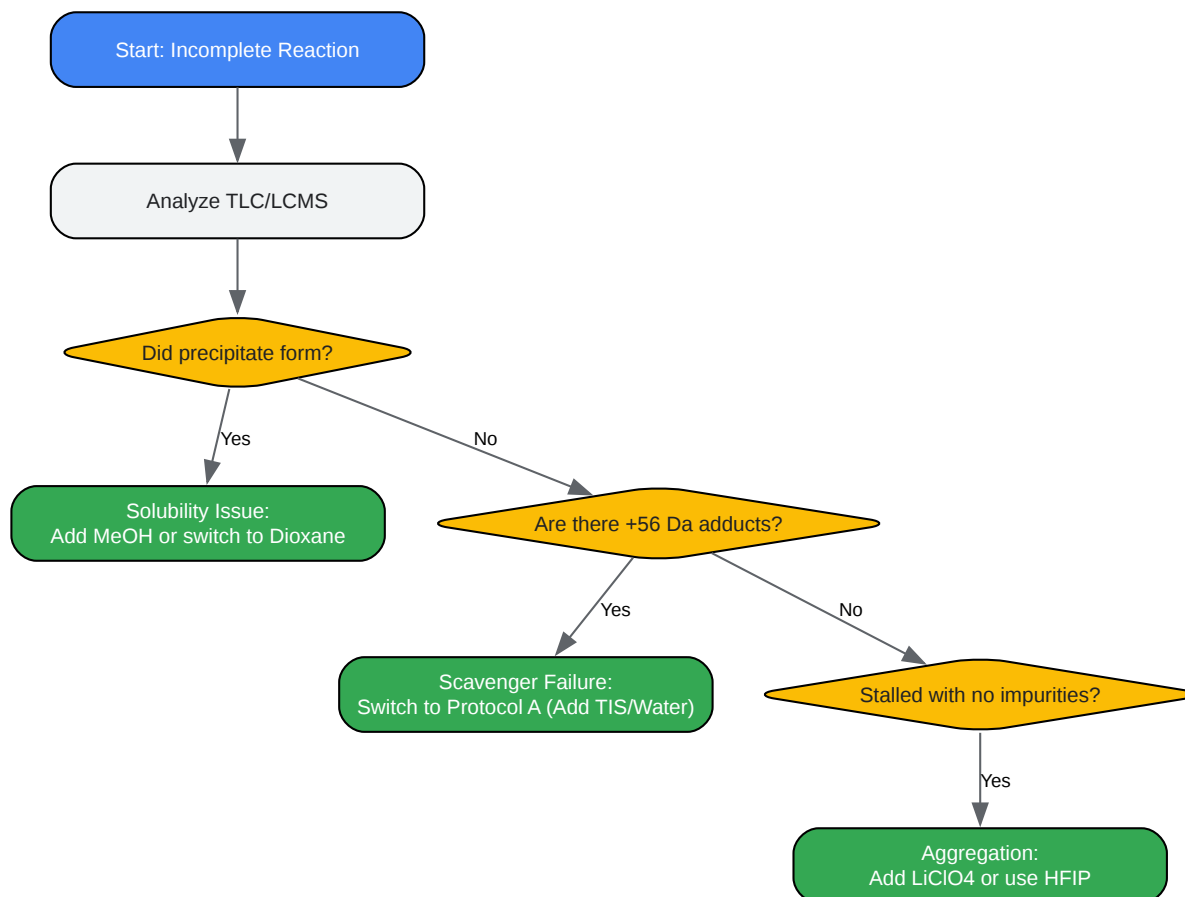 Start: Incomplete Reaction
Analyze TLC/LCMS
Did precipitate form?
Yes
No
Solubility Issue:
Add MeOH or switch to Dioxane
Are there +56 Da adducts?
Yes
No
Scavenger Failure:
Switch to Protocol A (Add TIS/Water)
Stalled with no impurities?
Yes
Aggregation:
Add LiClO4 or use HFIP